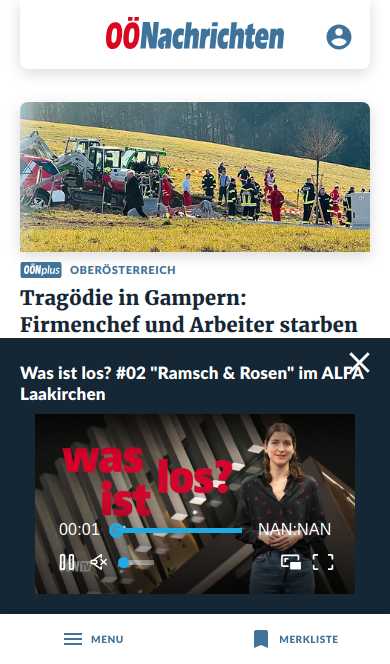 OÖNachrichten
OÖNplus OBERÖSTERREICH
Tragödie in Gampern:
Firmenchef und Arbeiter starben
Was ist los? #02 "Ramsch & Rosen" im ALFA
Laakirchen
was
ist los?
00:01 NAN:NAN
MENU MERKLISTE